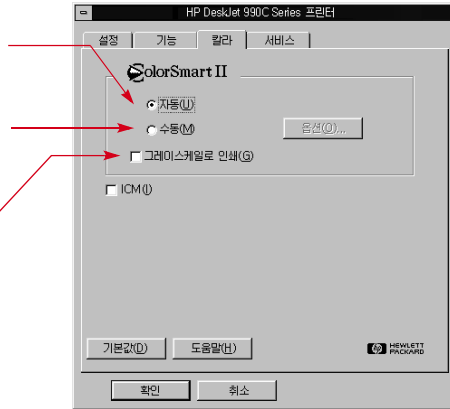 HP DeskJet 990C Series 프린터
설정 기능 칼라 서비스
ColorSmart II
자동(U)
수동(M) 옵션(O)...
그레이스케일로 인쇄(G)
ICM(I)
기본값(D) 도움말(H) HEWLETT
PACKARD
확인 취소